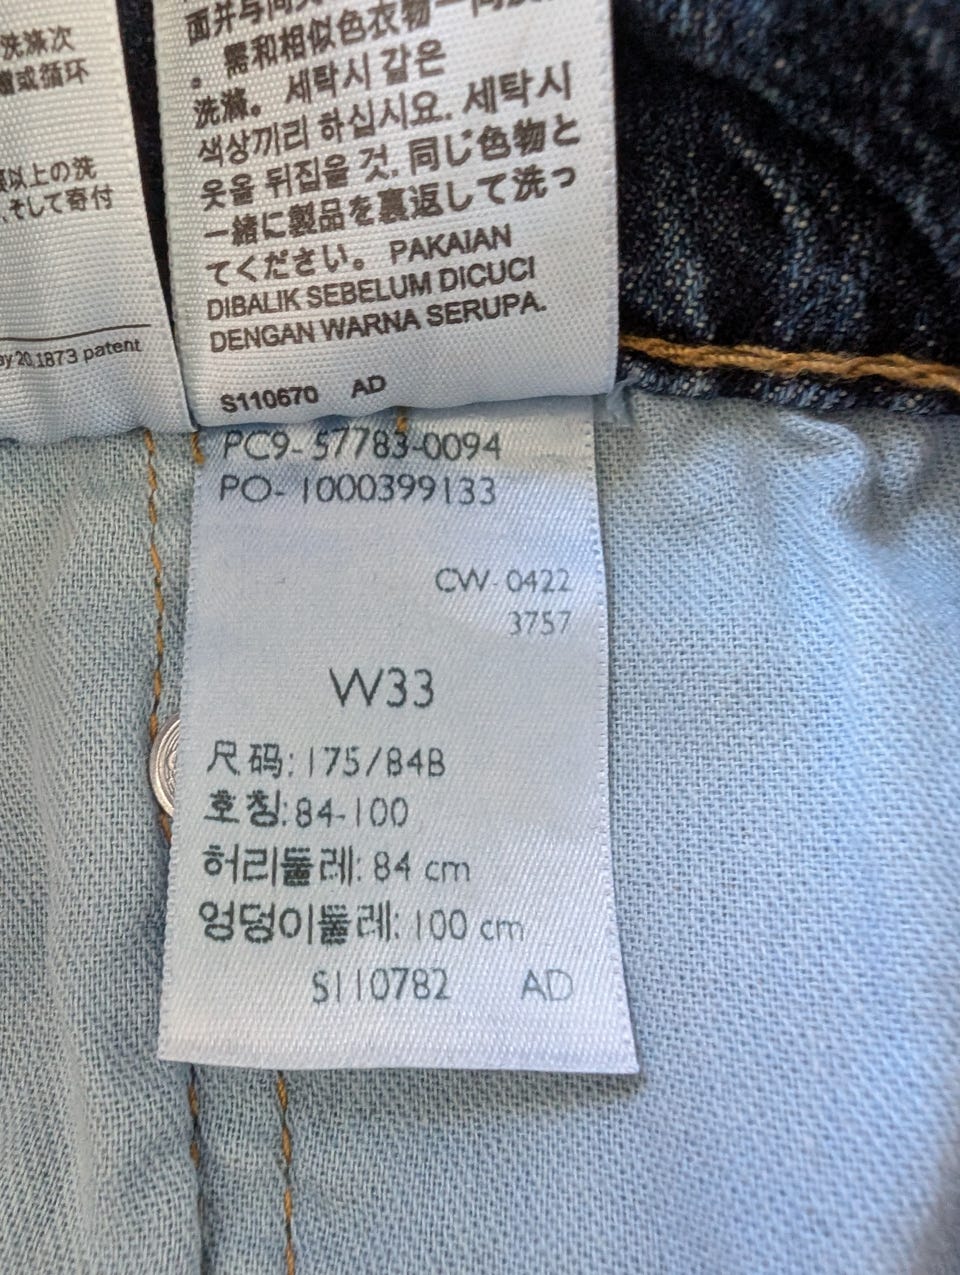 洗涤次
赠或循环
以上の洗
、そして寄付
ay 20,1873 patent
。需和相似色衣物一同
洗滌。세탁시 같은
색상끼리 하십시요. 세탁시
옷을 뒤집을 것. 同じ色物と
一緒に製品を裏返して洗っ
てください。PAKAIAN
DIBALIK SEBELUM DICUCI
DENGAN WARNA SERUPA.
S110670 AD
PC9-57783-0094
PO-1000399133
CW-0422
3757
W33
尺码: 175/84B
호칭: 84-100
허리둘레: 84 cm
엉덩이둘레: 100 cm
S110782 AD